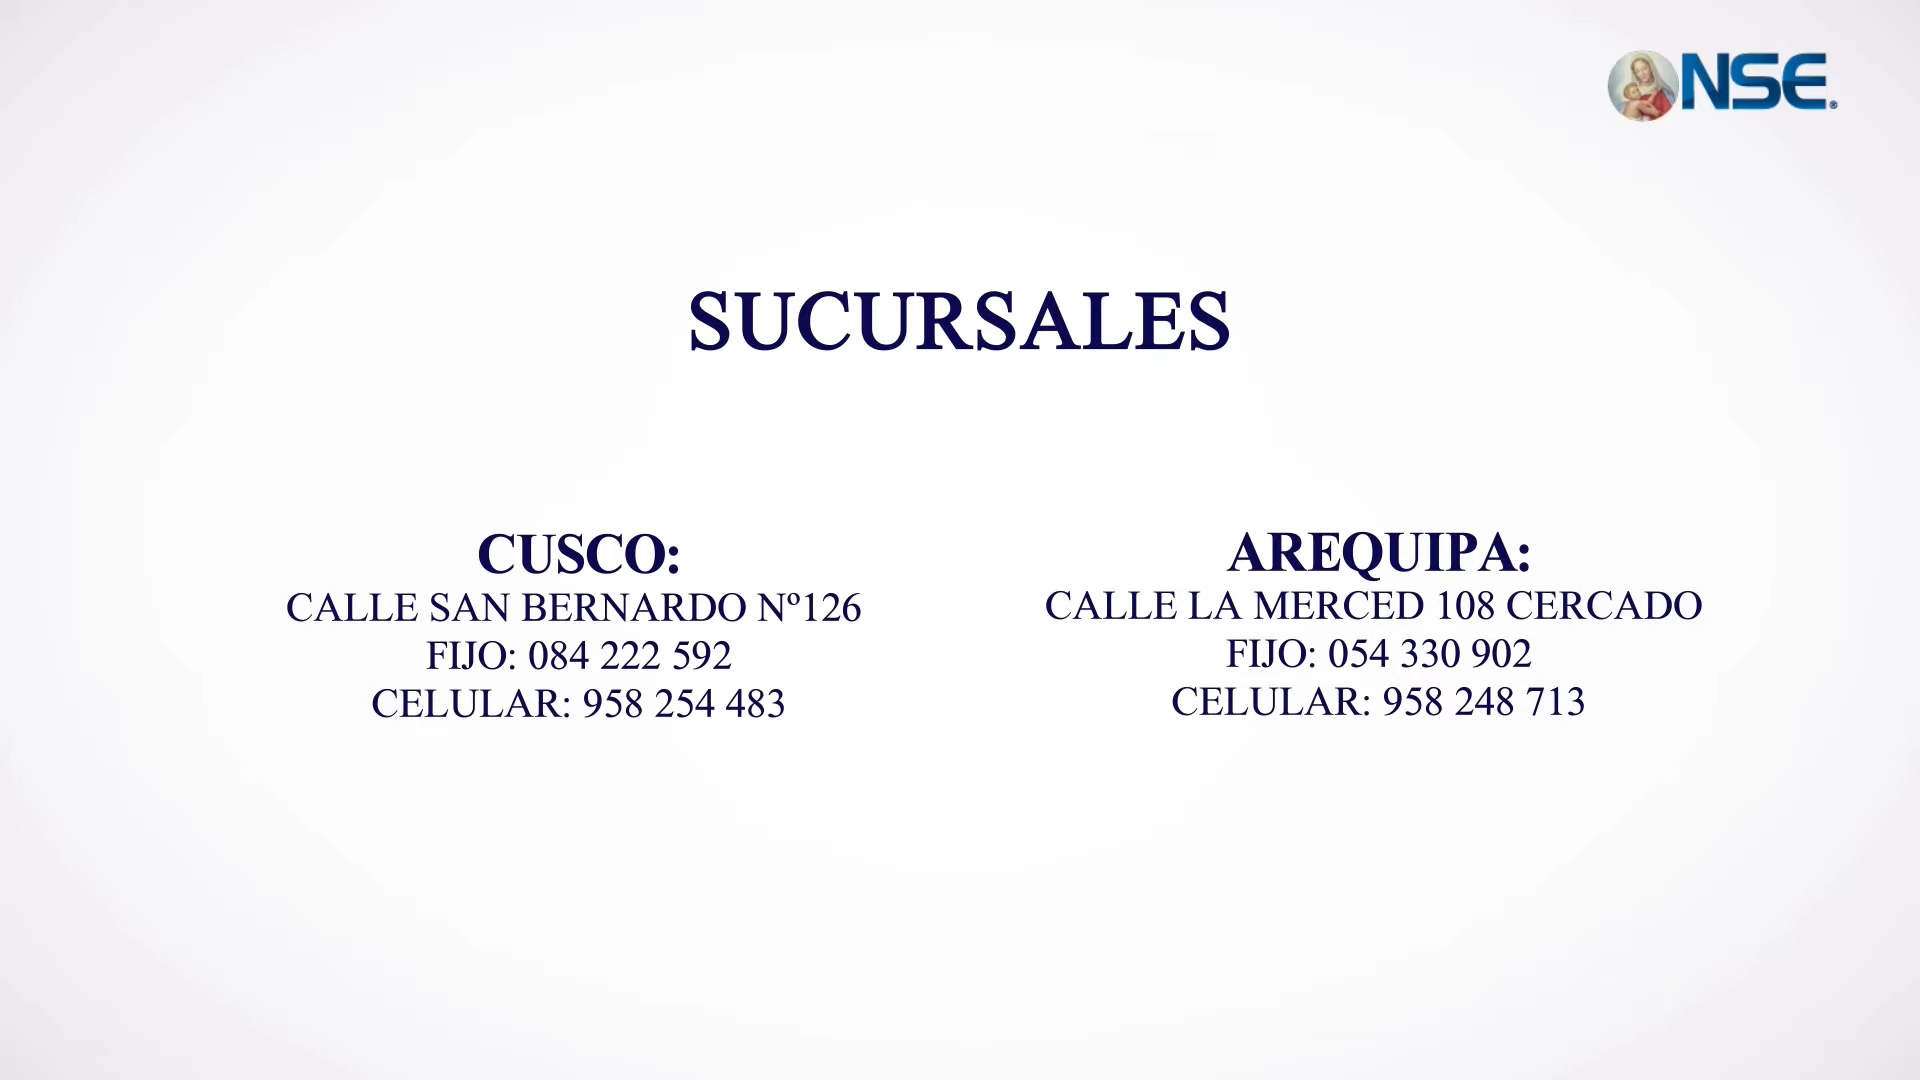 NSE®
SUCURSALES
CUSCO:
CALLE SAN BERNARDO Nº126
FIJO: 084 222 592
CELULAR: 958 254 483
AREQUIPA:
CALLE LA MERCED 108 CERCADO
FIJO: 054 330 902
CELULAR: 958 248 713